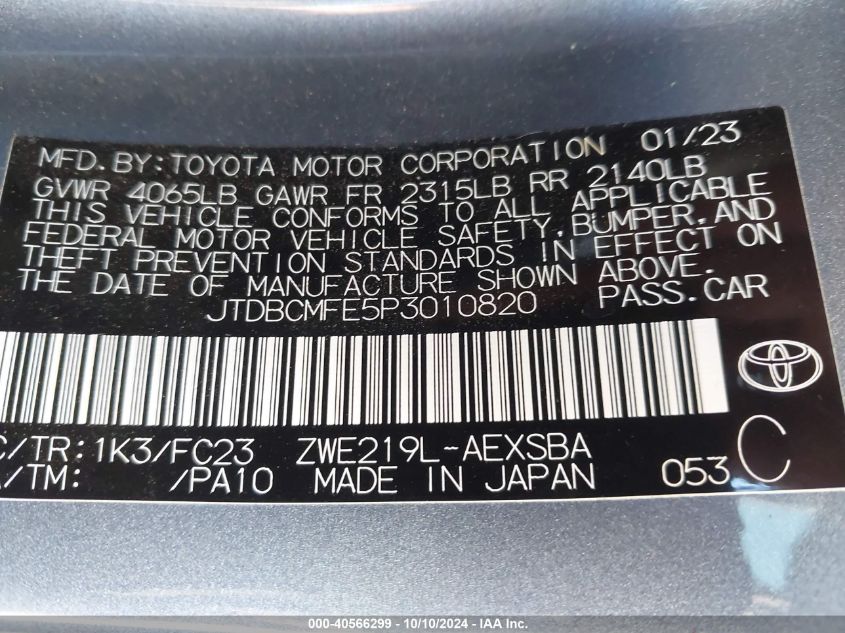 MFD.BY:TOYOTA MOTOR CORPORATION 01/23
GVWR 4065LB GAWR FR 2315LB RR 2140LB
THIS VEHICLE CONFORMS TO ALL APPLICABLE
FEDERAL MOTOR VEHICLE SAFETY,BUMPER,AND
THEFT PREVENTION STANDARDS IN EFFECT ON
THE DATE OF MANUFACTURE SHOWN ABOVE.
JTDBCMFE5P3010820 PASS.CAR
C/TR:1K3/FC23 ZWE219L-AEXSBA
A/TM: /PA10 MADE IN JAPAN 053 C
000-40566299 - 10/10/2024 - IAA Inc.